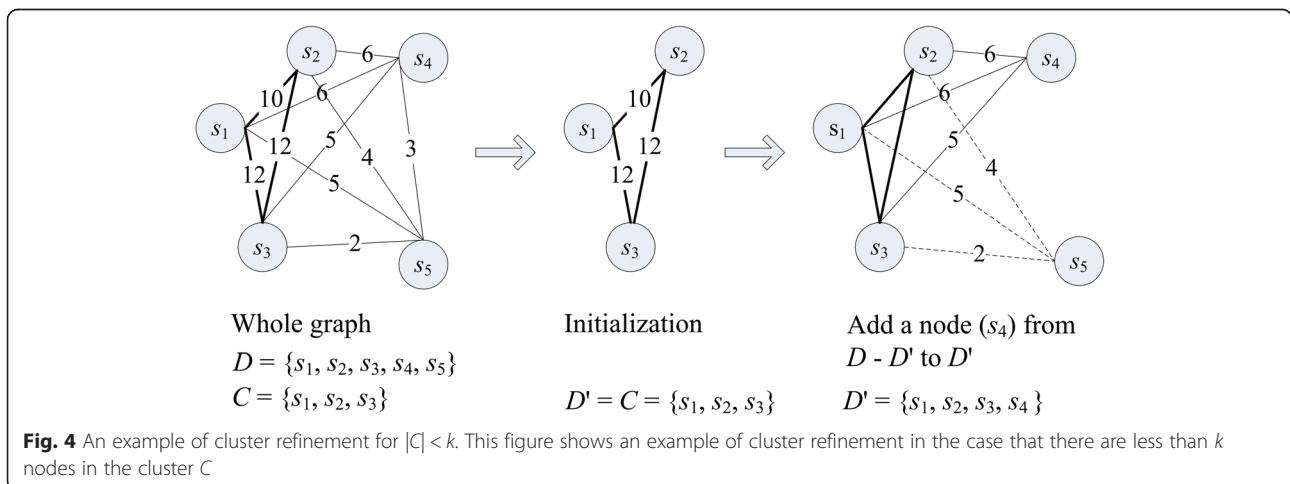 s2
6
s4
10
6
s1
12
5
4
3
12
5
s3
2
s5
s2
10
s1
12
12
s3
s2
6
s4
6
s1
5
4
5
s3
2
s5
Whole graph
D = {s1, s2, s3, s4, s5}
C = {s1, s2, s3}
Initialization
D' = C = {s1, s2, s3}
Add a node (s4) from
D - D' to D'
D' = {s1, s2, s3, s4 }
Fig. 4 An example of cluster refinement for |C| < k. This figure shows an example of cluster refinement in the case that there are less than k
nodes in the cluster C